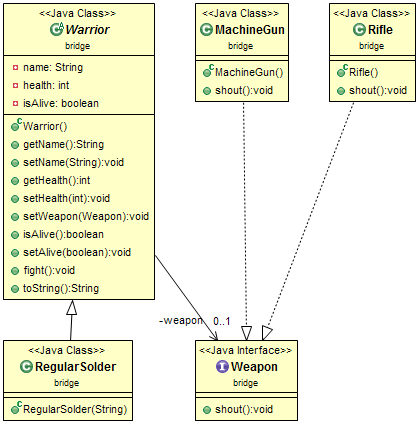 <<Java Class>>
Warrior
bridge
name: String
health: int
isAlive: boolean
Warrior()
getName():String
setName(String):void
getHealth():int
setHealth(int):void
setWeapon(Weapon):void
isAlive():boolean
setAlive(boolean):void
fight():void
toString():String
<<Java Class>>
MachineGun
bridge
MachineGun()
shout():void
<<Java Class>>
Rifle
bridge
Rifle()
shout():void
-weapon 0..1
<<Java Class>>
RegularSolder
bridge
RegularSolder(String)
<<Java Interface>>
Weapon
bridge
shout():void